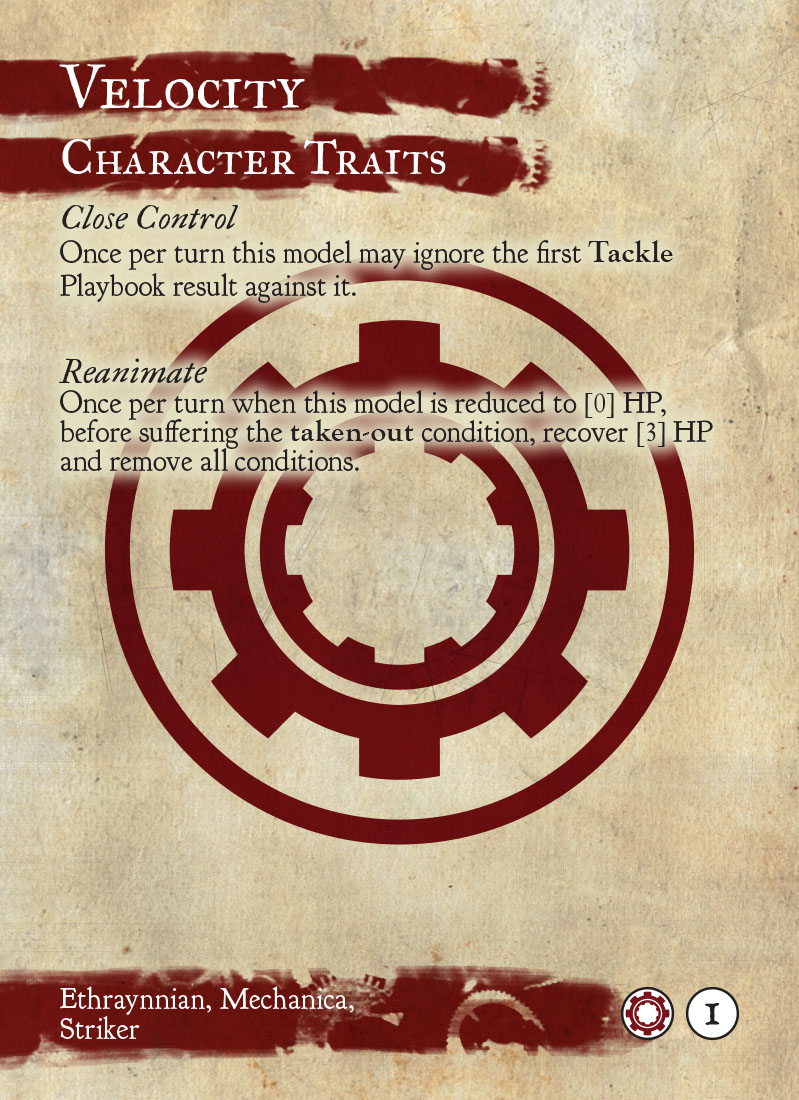 Velocity
Character Traits
Close Control
Once per turn this model may ignore the first Tackle
Playbook result against it.
Reanimate
Once per turn when this model is reduced to [0] HP,
before suffering the taken-out condition, recover [3] HP
and remove all conditions.
Ethraynnian, Mechanica,
Striker
1